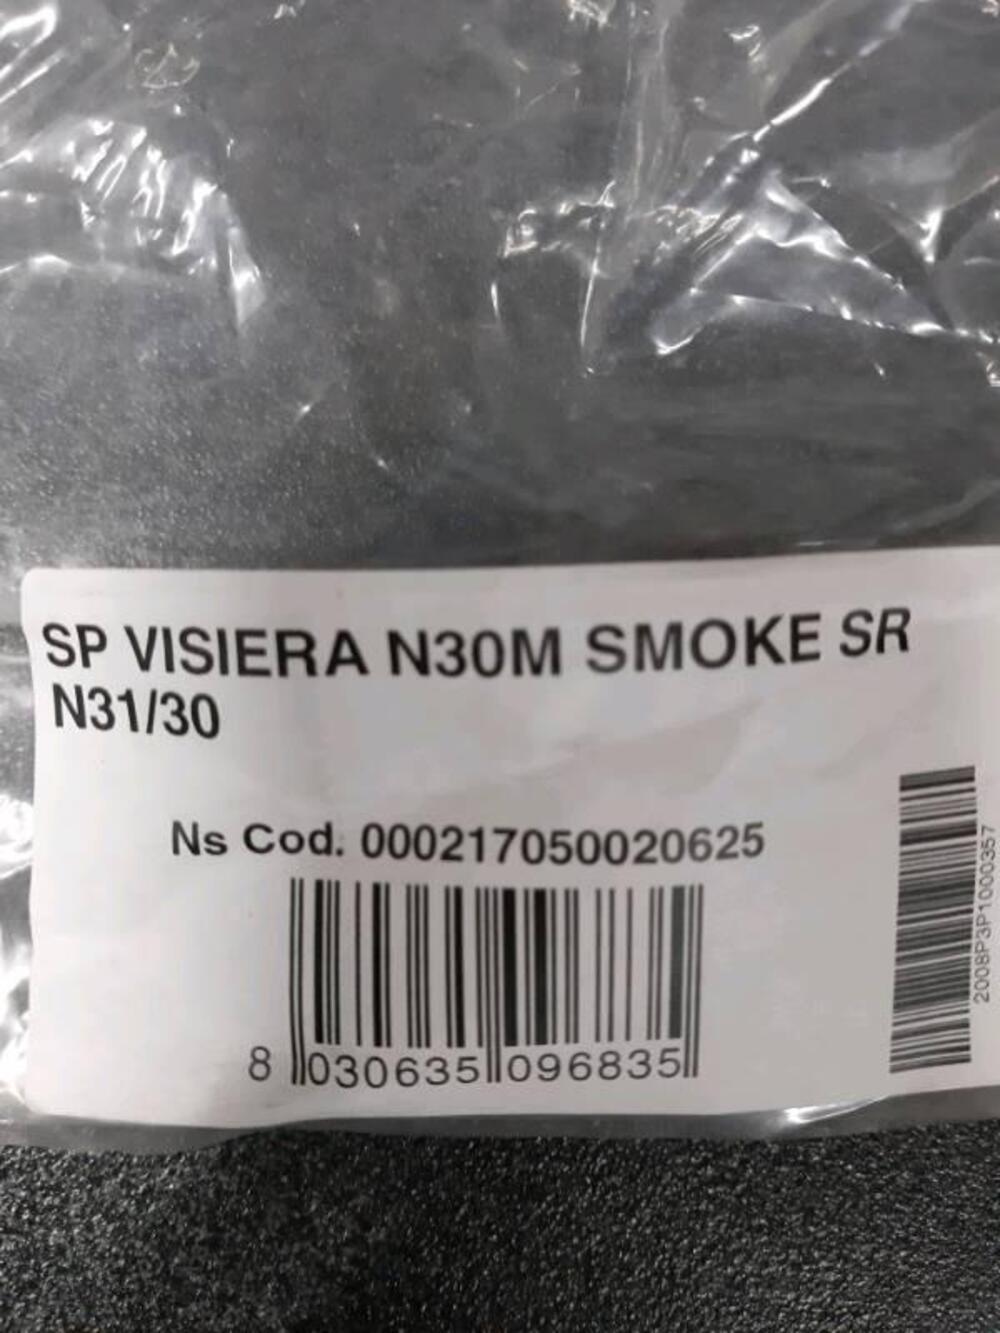 SP VISIERA N30M SMOKE SR
N31/30
Ns Cod. 000217050020625
8 030635 096835
2008P3P1000357